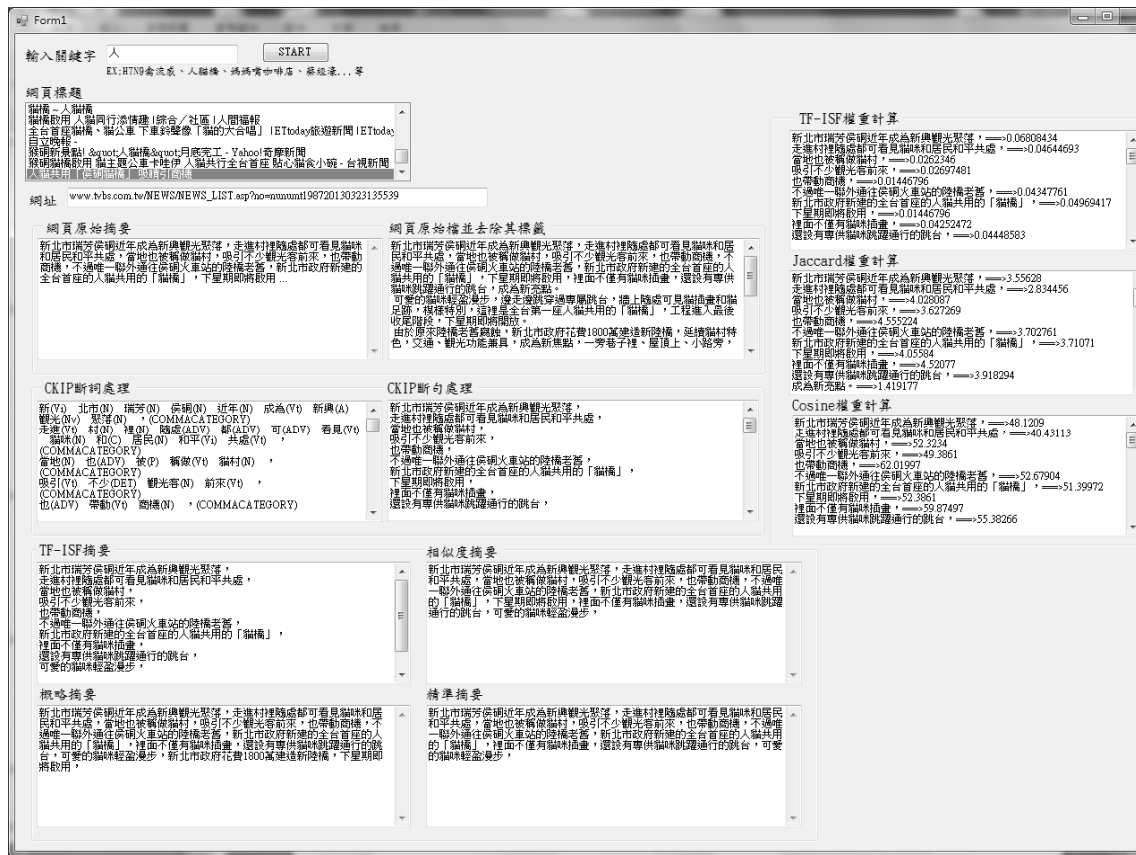 Form1
輸入關鍵字 人 START
EX:H7N9禽流感、人貓橋、媽媽嘴咖啡店、蔡經濠...等
網頁標題
貓橋 ~ 人貓橋
貓橋啟用 人貓同行添情趣 | 綜合／社區 | 人間福報
全台首座貓橋、貓公車 下車鈴聲像「貓的大合唱」 | ETtoday旅遊新聞 | ETtoday
自立晚報 -
猴硐新景點! &quot;人貓橋&quot;月底完工 - Yahoo!奇摩新聞
猴硐貓橋啟用 貓主題公車卡哇伊 人貓共行全台首座 貼心貓食小碗 - 台視新聞
人貓共用「侯硐貓橋」 吸睛引商機
網址 www.tvbs.com.tw/NEWS/NEWS_LIST.asp?no=mumumt198720130323135539
網頁原始摘要
新北市瑞芳侯硐近年成為新興觀光聚落，走進村裡隨處都可看見貓咪
和居民和平共處，當地也被稱做貓村，吸引不少觀光客前來，也帶動商
機，不過唯一聯外通往侯硐火車站的陸橋老舊，新北市政府新建的
全台首座的人貓共用的「貓橋」，下星期即將啟用 ...
網頁原始檔並去除其標籤
新北市瑞芳侯硐近年成為新興觀光聚落，走進村裡隨處都可看見貓咪和居
民和平共處，當地也被稱做貓村，吸引不少觀光客前來，也帶動商機，不
過唯一聯外通往侯硐火車站的陸橋老舊，新北市政府新建的全台首座的人
貓共用的「貓橋」，下星期即將啟用，裡面不僅有貓咪插畫，還設有專供
貓咪跳躍通行的跳台，成為新亮點。
可愛的貓咪輕盈漫步，邊走邊跳穿過專屬跳台，牆上隨處可見貓插畫和貓
足跡，模樣特別，這裡是全台第一座人貓共用的「貓橋」，工程進入最後
收尾階段，下星期即將開放。
由於原來陸橋老舊腐蝕，新北市政府花費1800萬建造新陸橋，延續貓村特
色，交通、觀光功能兼具，成為新焦點，一旁巷子裡、屋頂上、小路旁，
CKIP斷詞處理
新(Vi) 北市(N) 瑞芳(N) 侯硐(N) 近年(N) 成為(Vt) 新興(A)
觀光(Nv) 聚落(N) ，(COMMACATEGORY)
走進(Vt) 村(N) 裡(N) 隨處(ADV) 都(ADV) 可(ADV) 看見(Vt)
貓咪(N) 和(C) 居民(N) 和平(Vi) 共處(Vt) ，
(COMMACATEGORY)
當地(N) 也(ADV) 被(P) 稱做(Vt) 貓村(N) ，
(COMMACATEGORY)
吸引(Vt) 不少(DET) 觀光客(N) 前來(Vt) ，
(COMMACATEGORY)
也(ADV) 帶動(Vt) 商機(N) ，(COMMACATEGORY)
CKIP斷句處理
新北市瑞芳侯硐近年成為新興觀光聚落，
走進村裡隨處都可看見貓咪和居民和平共處，
當地也被稱做貓村，
吸引不少觀光客前來，
也帶動商機，
不過唯一聯外通往侯硐火車站的陸橋老舊，
新北市政府新建的全台首座的人貓共用的「貓橋」，
下星期即將啟用，
裡面不僅有貓咪插畫，
還設有專供貓咪跳躍通行的跳台，
TF-ISF摘要
新北市瑞芳侯硐近年成為新興觀光聚落，
走進村裡隨處都可看見貓咪和居民和平共處，
當地也被稱做貓村，
吸引不少觀光客前來，
也帶動商機，
不過唯一聯外通往侯硐火車站的陸橋老舊，
新北市政府新建的全台首座的人貓共用的「貓橋」，
裡面不僅有貓咪插畫，
還設有專供貓咪跳躍通行的跳台，
可愛的貓咪輕盈漫步，
相似度摘要
新北市瑞芳侯硐近年成為新興觀光聚落，走進村裡隨處都可看見貓咪和居民
和平共處，當地也被稱做貓村，吸引不少觀光客前來，也帶動商機，不過唯
一聯外通往侯硐火車站的陸橋老舊，新北市政府新建的全台首座的人貓共用
的「貓橋」，下星期即將啟用，裡面不僅有貓咪插畫，還設有專供貓咪跳躍
通行的跳台，可愛的貓咪輕盈漫步，
概略摘要
新北市瑞芳侯硐近年成為新興觀光聚落，走進村裡隨處都可看見貓咪和居
民和平共處，當地也被稱做貓村，吸引不少觀光客前來，也帶動商機，不
過唯一聯外通往侯硐火車站的陸橋老舊，新北市政府新建的全台首座的人
貓共用的「貓橋」，裡面不僅有貓咪插畫，還設有專供貓咪跳躍通行的跳
台，可愛的貓咪輕盈漫步，新北市政府花費1800萬建造新陸橋，下星期即
將啟用，
精準摘要
新北市瑞芳侯硐近年成為新興觀光聚落，走進村裡隨處都可看見貓咪和居民
和平共處，當地也被稱做貓村，吸引不少觀光客前來，也帶動商機，不過唯
一聯外通往侯硐火車站的陸橋老舊，新北市政府新建的全台首座的人貓共用
的「貓橋」，裡面不僅有貓咪插畫，還設有專供貓咪跳躍通行的跳台，可愛
的貓咪輕盈漫步，
TF-ISF權重計算
新北市瑞芳侯硐近年成為新興觀光聚落，==>0.06808434
走進村裡隨處都可看見貓咪和居民和平共處，==>0.04644693
當地也被稱做貓村，==>0.0262346
吸引不少觀光客前來，==>0.02697481
也帶動商機，==>0.01446796
不過唯一聯外通往侯硐火車站的陸橋老舊，==>0.04347761
新北市政府新建的全台首座的人貓共用的「貓橋」，==>0.04969417
下星期即將啟用，==>0.01446796
裡面不僅有貓咪插畫，==>0.04252472
還設有專供貓咪跳躍通行的跳台，==>0.04448583
Jaccard權重計算
新北市瑞芳侯硐近年成為新興觀光聚落，==>3.55628
走進村裡隨處都可看見貓咪和居民和平共處，==>2.834456
當地也被稱做貓村，==>4.028087
吸引不少觀光客前來，==>3.627269
也帶動商機，==>4.555224
不過唯一聯外通往侯硐火車站的陸橋老舊，==>3.702761
新北市政府新建的全台首座的人貓共用的「貓橋」，==>3.71071
下星期即將啟用，==>4.05584
裡面不僅有貓咪插畫，==>4.52077
還設有專供貓咪跳躍通行的跳台，==>3.918294
成為新亮點。==>1.419177
Cosine權重計算
新北市瑞芳侯硐近年成為新興觀光聚落，==>48.1209
走進村裡隨處都可看見貓咪和居民和平共處，==>40.43113
當地也被稱做貓村，==>52.3234
吸引不少觀光客前來，==>49.3861
也帶動商機，==>62.01997
不過唯一聯外通往侯硐火車站的陸橋老舊，==>52.67904
新北市政府新建的全台首座的人貓共用的「貓橋」，==>51.39972
下星期即將啟用，==>52.3861
裡面不僅有貓咪插畫，==>59.87497
還設有專供貓咪跳躍通行的跳台，==>55.38266